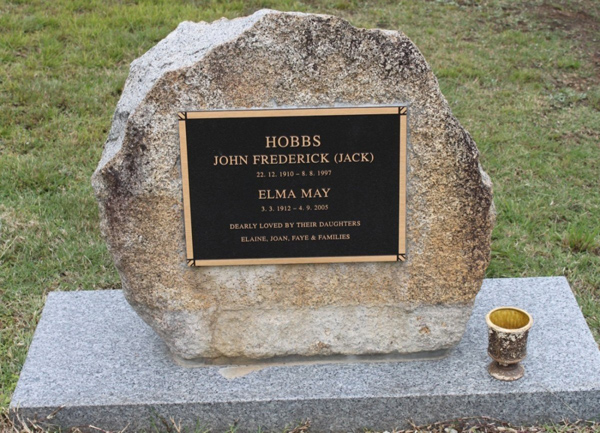 HOBBS
JOHN FREDERICK (JACK)
22. 12. 1910 – 8. 8. 1997
ELMA MAY
3. 3. 1912 – 4. 9. 2005
DEARLY LOVED BY THEIR DAUGHTERS
ELAINE, JOAN, FAYE & FAMILIES